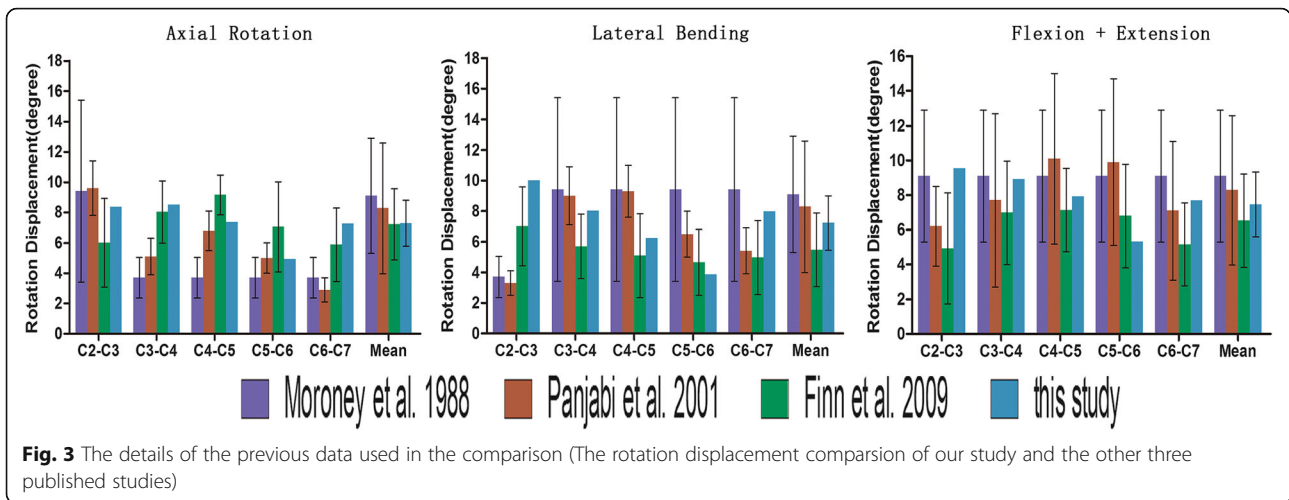 Axial Rotation
Rotation Displacement(degree)
18
16
14
12
10
8
6
4
2
0
C2-C3 C3-C4 C4-C5 C5-C6 C6-C7 Mean
Lateral Bending
Rotation Displacement(degree)
18
16
14
12
10
8
6
4
2
0
C2-C3 C3-C4 C4-C5 C5-C6 C6-C7 Mean
Flexion + Extension
Rotation Displacement(degree)
16
14
12
10
8
6
4
2
0
C2-C3 C3-C4 C4-C5 C5-C6 C6-C7 Mean
Moroney et al. 1988 Panjabi et al. 2001 Finn et al. 2009 this study
Fig. 3 The details of the previous data used in the comparison (The rotation displacement comparsion of our study and the other three
published studies)